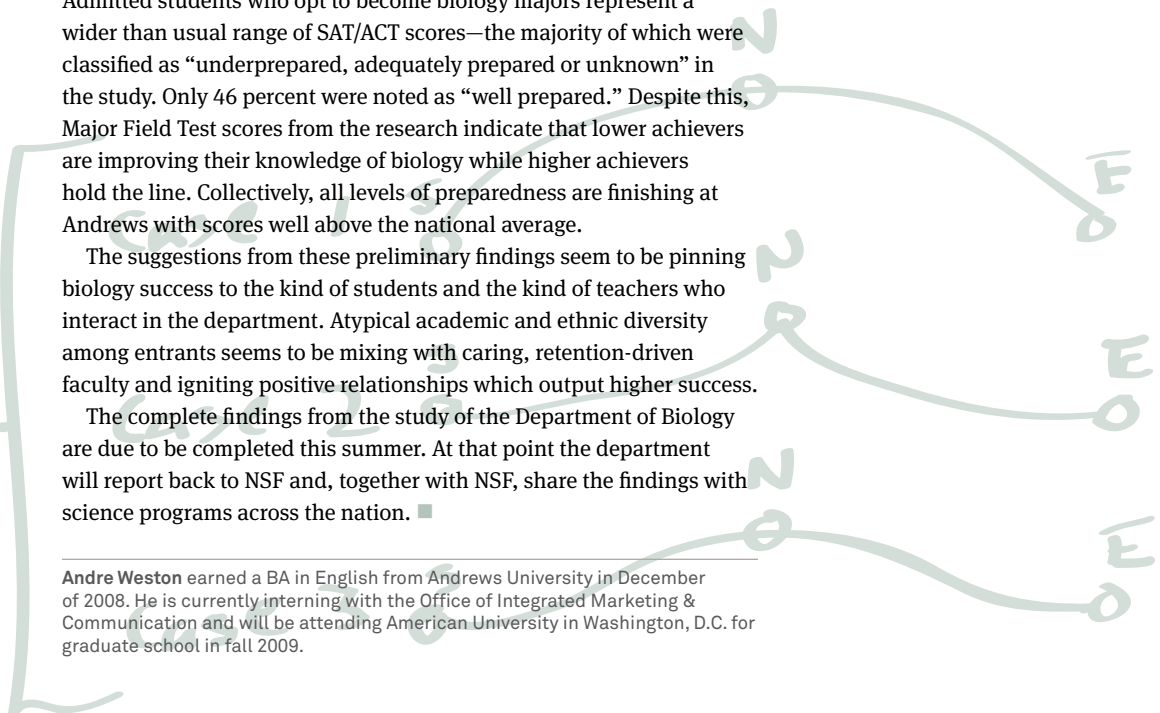 Admitted students who opt to become biology majors represent a
wider than usual range of SAT/ACT scores—the majority of which were
classified as “underprepared, adequately prepared or unknown” in
the study. Only 46 percent were noted as “well prepared.” Despite this,
Major Field Test scores from the research indicate that lower achievers
are improving their knowledge of biology while higher achievers
hold the line. Collectively, all levels of preparedness are finishing at
Andrews with scores well above the national average.
The suggestions from these preliminary findings seem to be pinning
biology success to the kind of students and the kind of teachers who
interact in the department. Atypical academic and ethnic diversity
among entrants seems to be mixing with caring, retention-driven
faculty and igniting positive relationships which output higher success.
The complete findings from the study of the Department of Biology
are due to be completed this summer. At that point the department
will report back to NSF and, together with NSF, share the findings with
science programs across the nation.
Andre Weston earned a BA in English from Andrews University in December
of 2008. He is currently interning with the Office of Integrated Marketing &
Communication and will be attending American University in Washington, D.C. for
graduate school in fall 2009.
N
Case 1 S
E
N
Case 2 S
E
N
Case 3 S
E